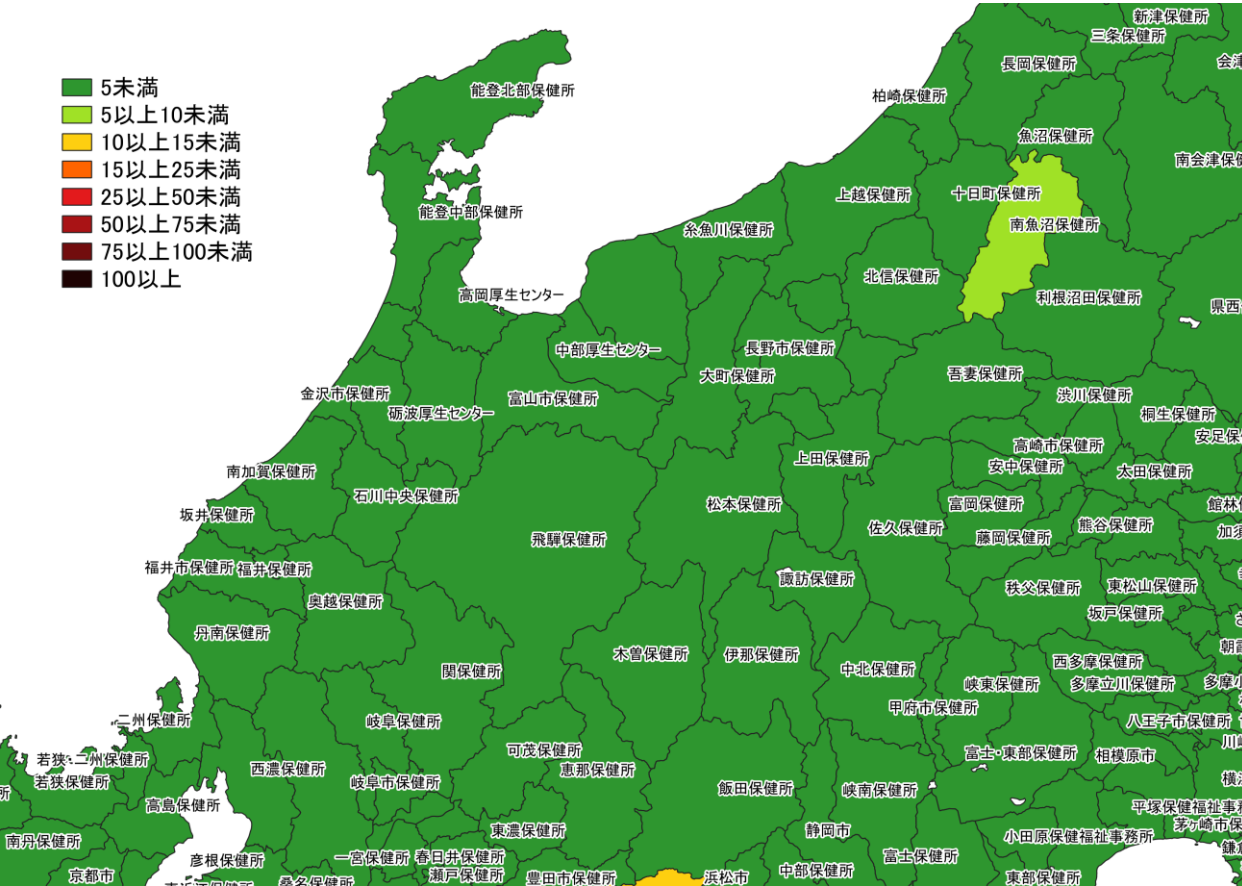 新津保健所
三条保健所
長岡保健所
会津
5未満
5以上10未満
10以上15未満
15以上25未満
25以上50未満
50以上75未満
75以上100未満
100以上
能登北部保健所
柏崎保健所
魚沼保健所
南会津保健
上越保健所
十日町保健所
能登中部保健所
糸魚川保健所
南魚沼保健所
北信保健所
高岡厚生センター
利根沼田保健所
県西
中部厚生センター
長野市保健所
大町保健所
吾妻保健所
金沢市保健所
砺波厚生センター
富山市保健所
渋川保健所
桐生保健所
安足保
高崎市保健所
南加賀保健所
上田保健所
安中保健所
太田保健所
石川中央保健所
松本保健所
富岡保健所
館林
坂井保健所
飛騨保健所
佐久保健所
藤岡保健所
熊谷保健所
加須
福井市保健所
福井保健所
諏訪保健所
秩父保健所
東松山保健所
奥越保健所
坂戸保健所
丹南保健所
木曽保健所
伊那保健所
朝霞
関保健所
中北保健所
西多摩保健所
峡東保健所
多摩立川保健所
多摩小
甲府市保健所
二州保健所
岐阜保健所
八王子市保健所
川崎
若狭・二州保健所
可茂保健所
富士・東部保健所
相模原市
西濃保健所
恵那保健所
若狭保健所
岐阜市保健所
飯田保健所
峡南保健所
横浜
所
高島保健所
平塚保健福祉事務
茅ヶ崎市保
東濃保健所
静岡市
小田原保健福祉事務所
南丹保健所
鎌倉
彦根保健所
一宮保健所
春日井保健所
富士保健所
京都市
瀬戸保健所
豊田市保健所
浜松市
中部保健所
東部保健所
東近江保健所
桑名保健所